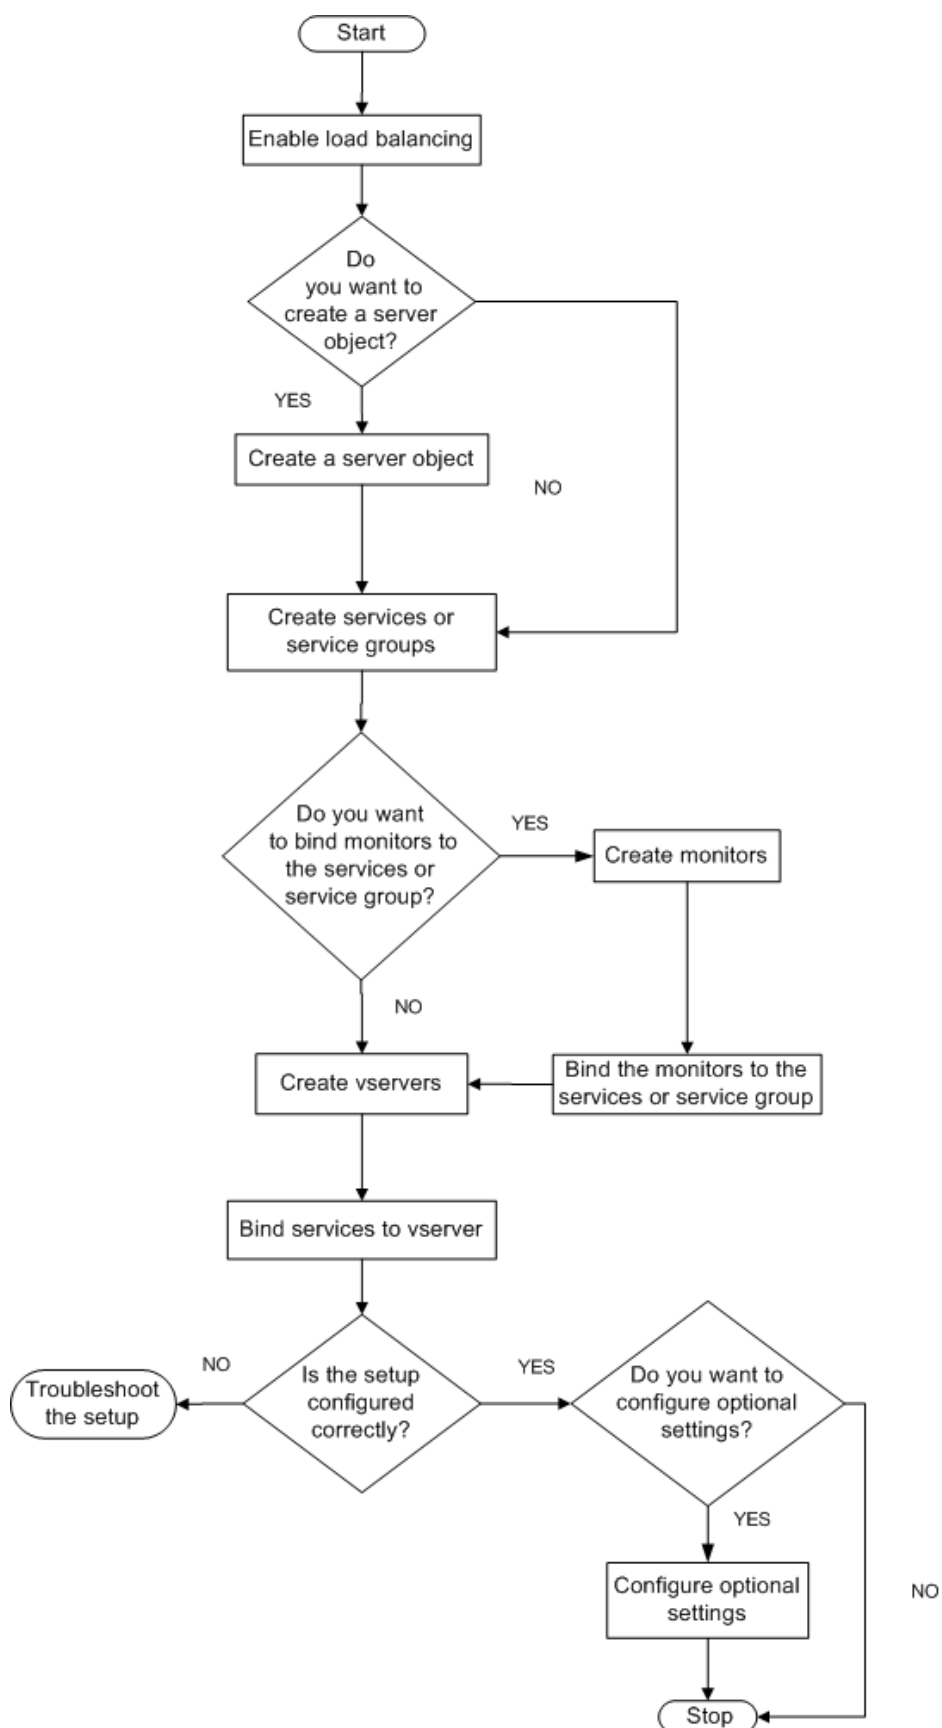 Start
Enable load balancing
Do
you want to
create a server
object?
YES
Create a server object
NO
Create services or
service groups
Do you want
to bind monitors to
the services or
service group?
YES
Create monitors
NO
Bind the monitors to the
services or service group
Create vservers
Bind services to vserver
Is the setup
configured
correctly?
NO
Troubleshoot
the setup
YES
Do you want to
configure optional
settings?
YES
Configure optional
settings
NO
Stop